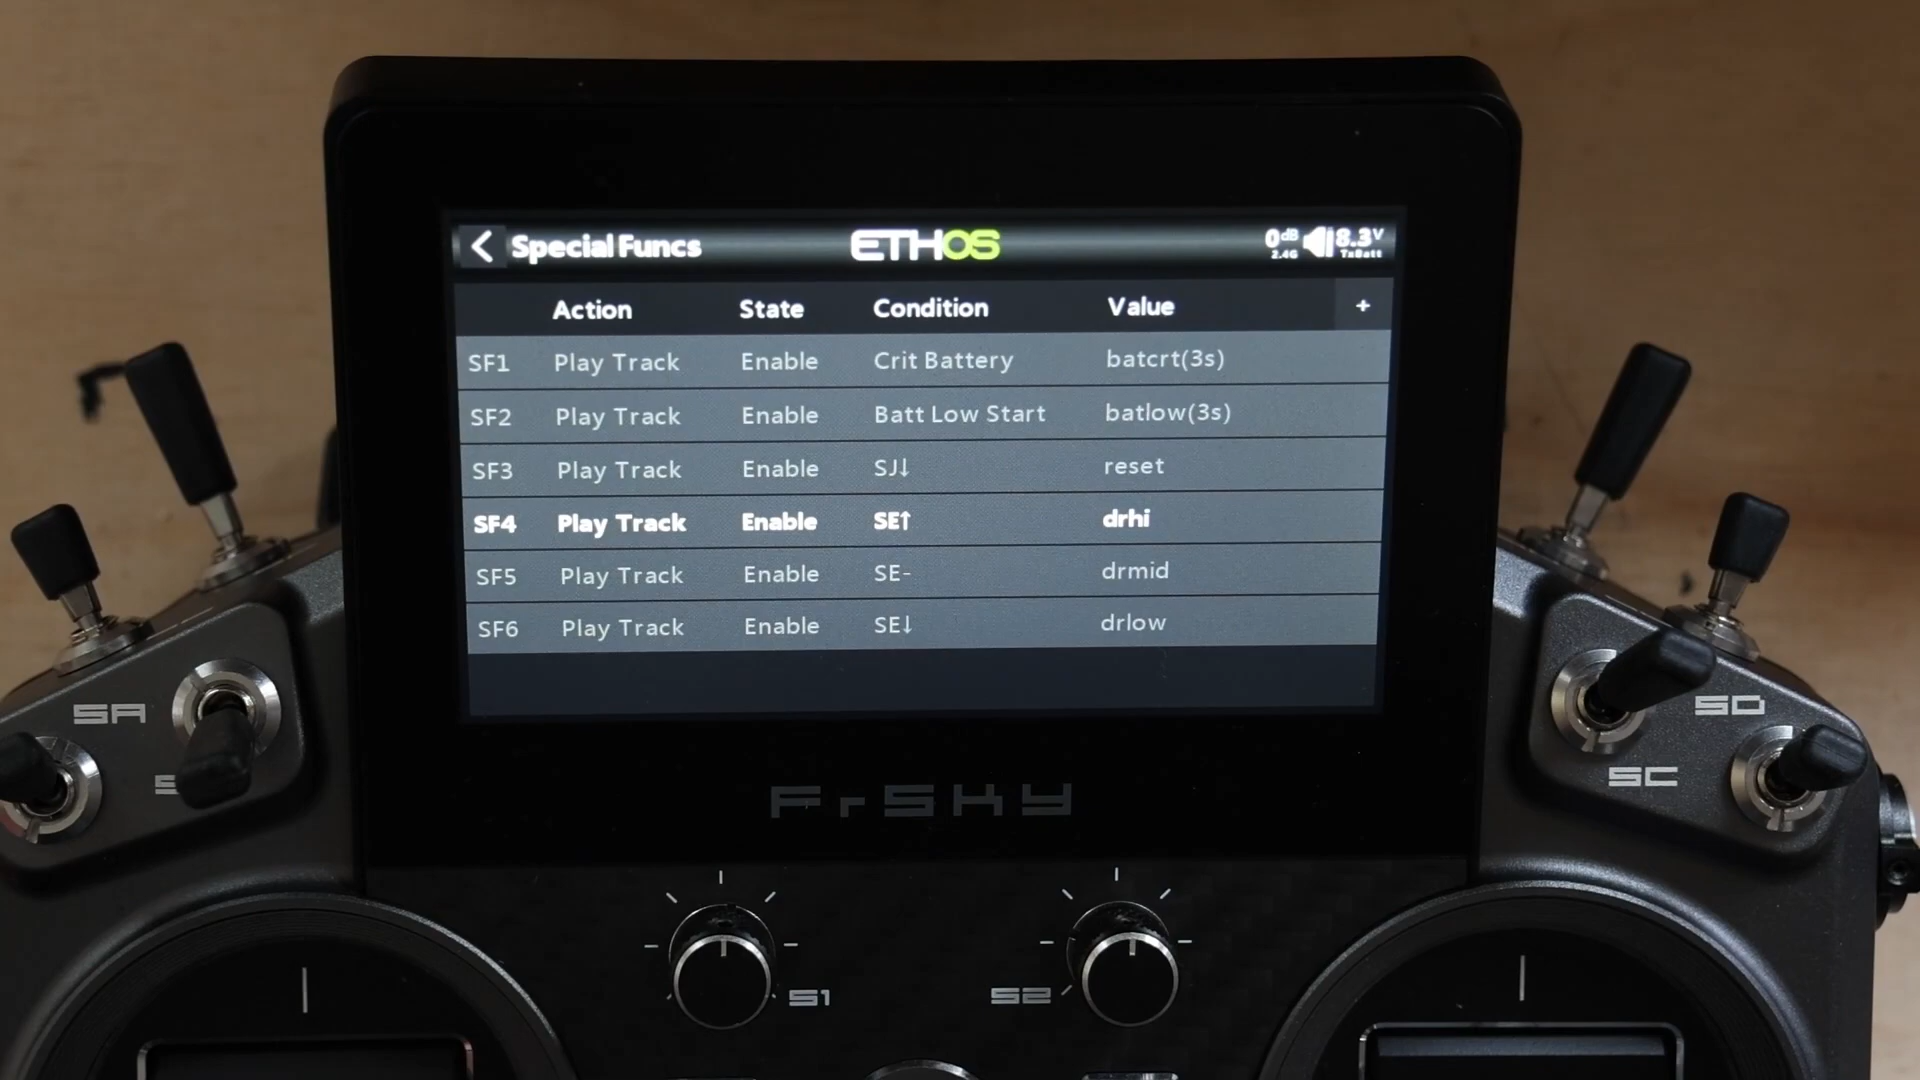 Special Funcs ETHOS 0dB 2.4G 8.3V TxBatt
Action State Condition Value +
SF1 Play Track Enable Crit Battery batcrt(3s)
SF2 Play Track Enable Batt Low Start batlow(3s)
SF3 Play Track Enable SJ↓ reset
SF4 Play Track Enable SE↑ drhi
SF5 Play Track Enable SE- drmid
SF6 Play Track Enable SE↓ drlow
SA
SD
SC
FrSKY
S1
S2